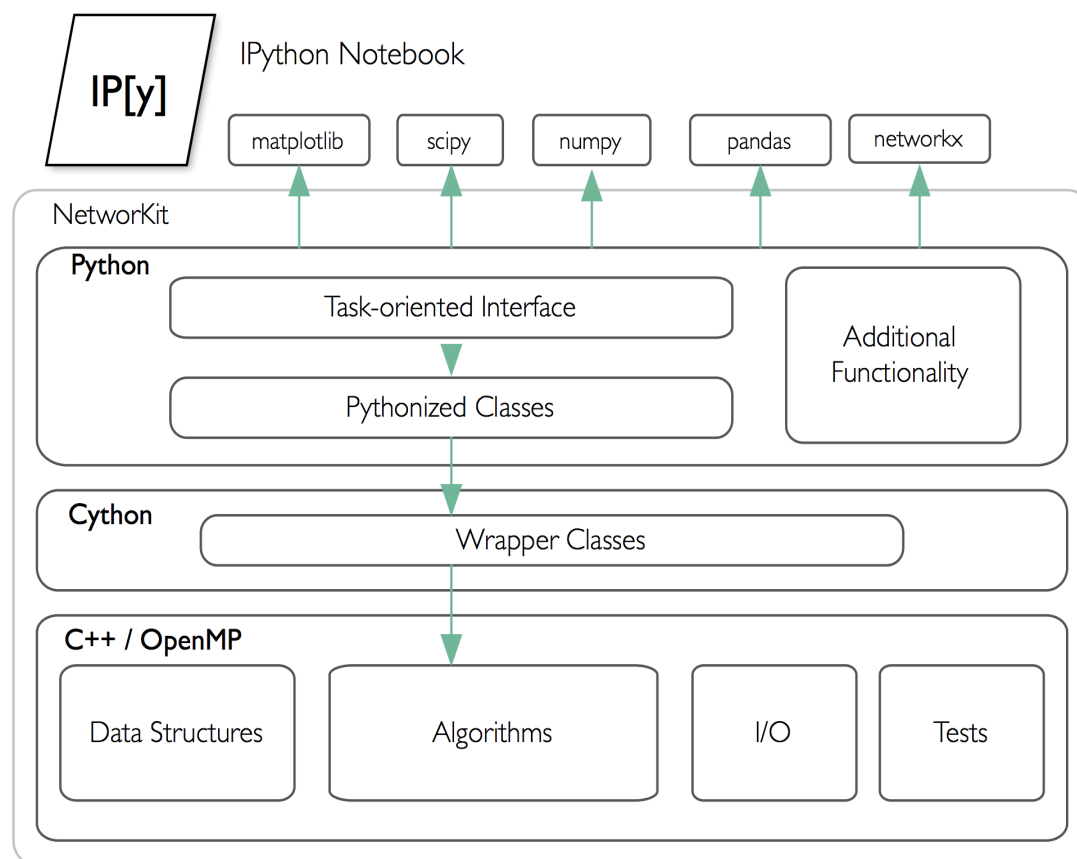 IP[y]
IPython Notebook
matplotlib
scipy
numpy
pandas
networkx
NetworKit
Python
Task-oriented Interface
Pythonized Classes
Additional
Functionality
Cython
Wrapper Classes
C++ / OpenMP
Data Structures
Algorithms
I/O
Tests